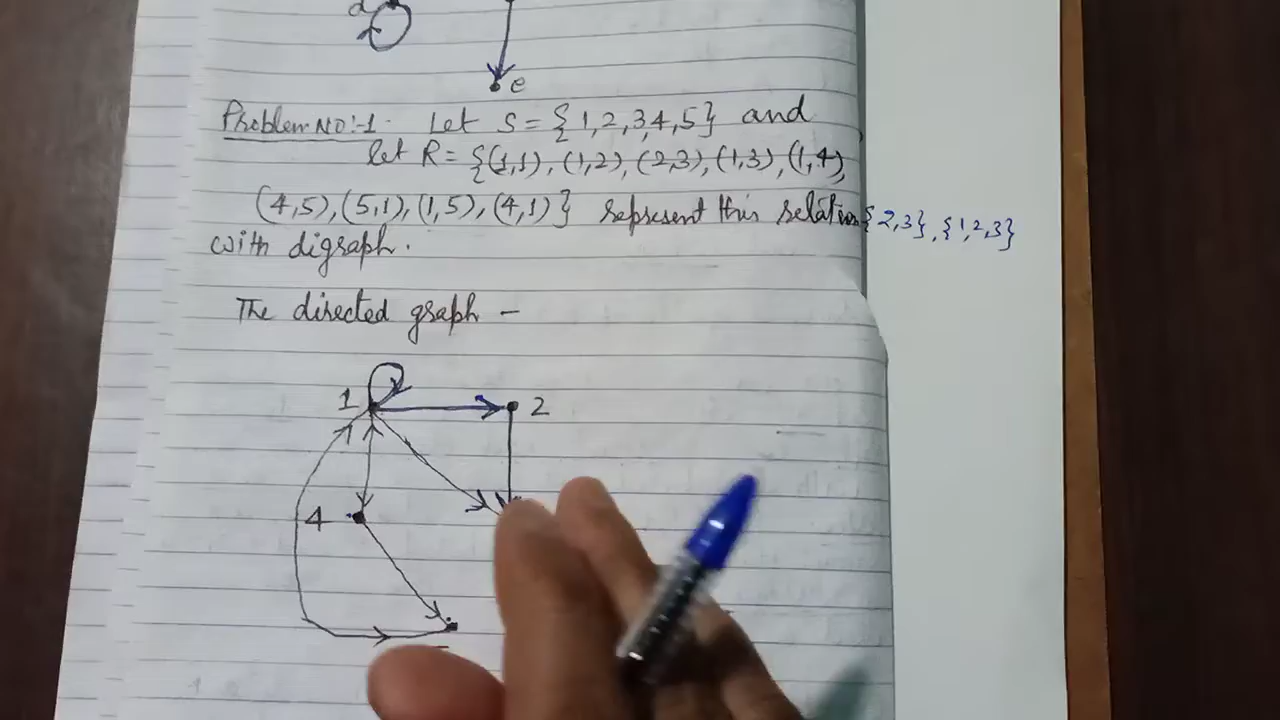 d
e
Problem NO:-1. Let S = {1,2,3,4,5} and
let R = {(1,1), (1,2), (2,3), (1,3), (1,4),
(4,5), (5,1), (1,5), (4,1)} represent this relation {2,3}, {1,2,3}
with digraph.
The directed graph -
1
2
4